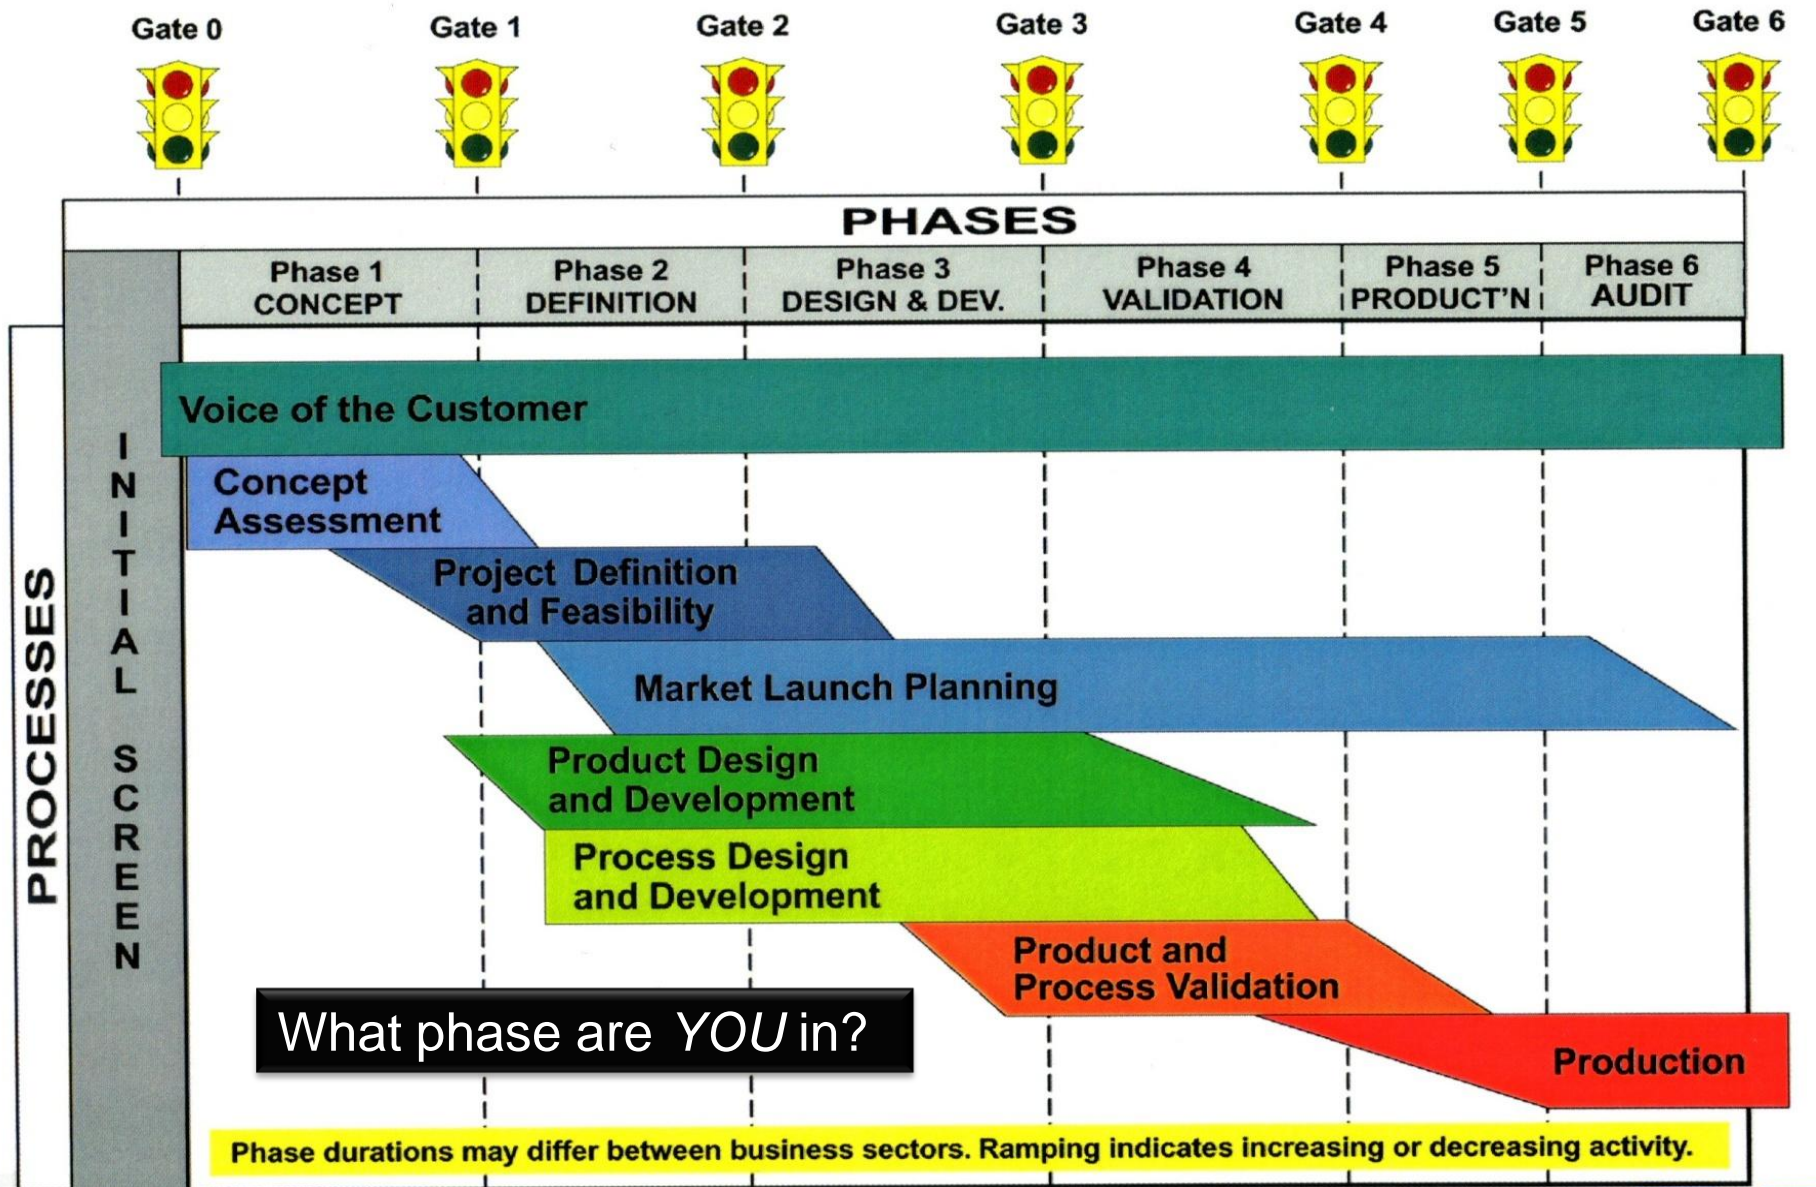 Gate 0
Gate 1
Gate 2
Gate 3
Gate 4
Gate 5
Gate 6
PHASES
Phase 1
CONCEPT
Phase 2
DEFINITION
Phase 3
DESIGN & DEV.
Phase 4
VALIDATION
Phase 5
PRODUCT'N
Phase 6
AUDIT
PROCESSES
INITIAL SCREEN
Voice of the Customer
Concept
Assessment
Project Definition
and Feasibility
Market Launch Planning
Product Design
and Development
Process Design
and Development
Product and
Process Validation
Production
What phase are YOU in?
Phase durations may differ between business sectors. Ramping indicates increasing or decreasing activity.